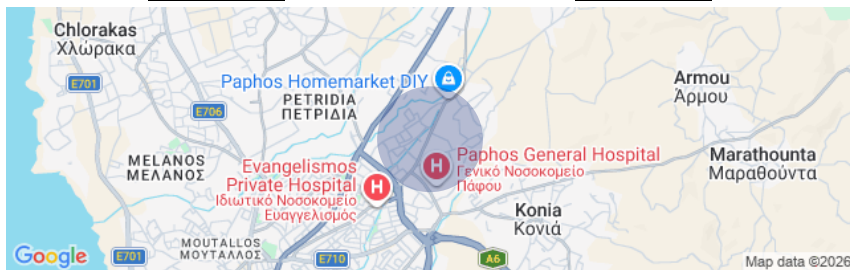 Chlorakas
Χλώρακα
E701
E706
Paphos Homemarket DIY
PETRIDIA
ΠΕΤΡΙΔΙΑ
Armou
Άρμου
MELANOS
ΜΕΛΑΝΟΣ
Evangelismos
Private Hospital
Ιδιωτικό Νοσοκομείο
Ευαγγελισμός
H
H
Paphos General Hospital
Γενικό Νοσοκομείο
Πάφου
Marathounta
Μαραθούντα
Konia
Κονιά
MOUTALLOS
ΜΟΥΤΑΛΛΟΣ
Google
E701
E710
A6
Map data ©2026